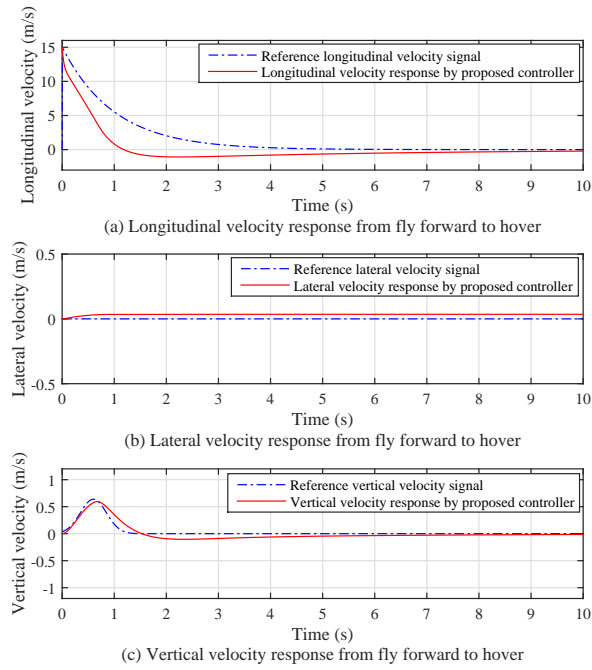 Longitudinal velocity (m/s)
15
10
5
0
Reference longitudinal velocity signal
Longitudinal velocity response by proposed controller
0 1 2 3 4 5 6 7 8 9 10
Time (s)
(a) Longitudinal velocity response from fly forward to hover
Lateral velocity (m/s)
0.5
0
-0.5
Reference lateral velocity signal
Lateral velocity response by proposed controller
0 1 2 3 4 5 6 7 8 9 10
Time (s)
(b) Lateral velocity response from fly forward to hover
Vertical velocity (m/s)
1
0.5
0
-0.5
-1
Reference vertical velocity signal
Vertical velocity response by proposed controller
0 1 2 3 4 5 6 7 8 9 10
Time (s)
(c) Vertical velocity response from fly forward to hover